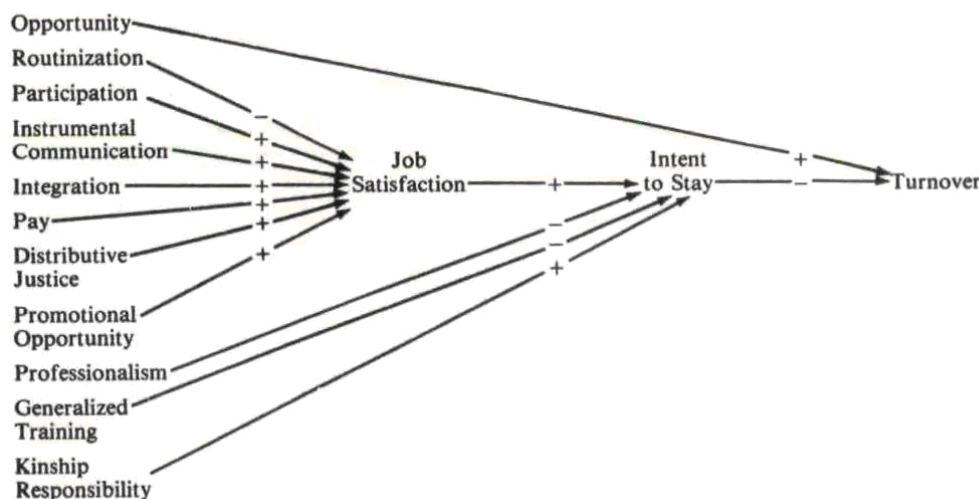 Opportunity
Routinization
Participation
Instrumental
Communication
Integration
Pay
Distributive
Justice
Promotional
Opportunity
Professionalism
Generalized
Training
Kinship
Responsibility
−
+
+
+
+
+
+
Job
Satisfaction
+
−
−
+
Intent
to Stay
+
−
Turnover